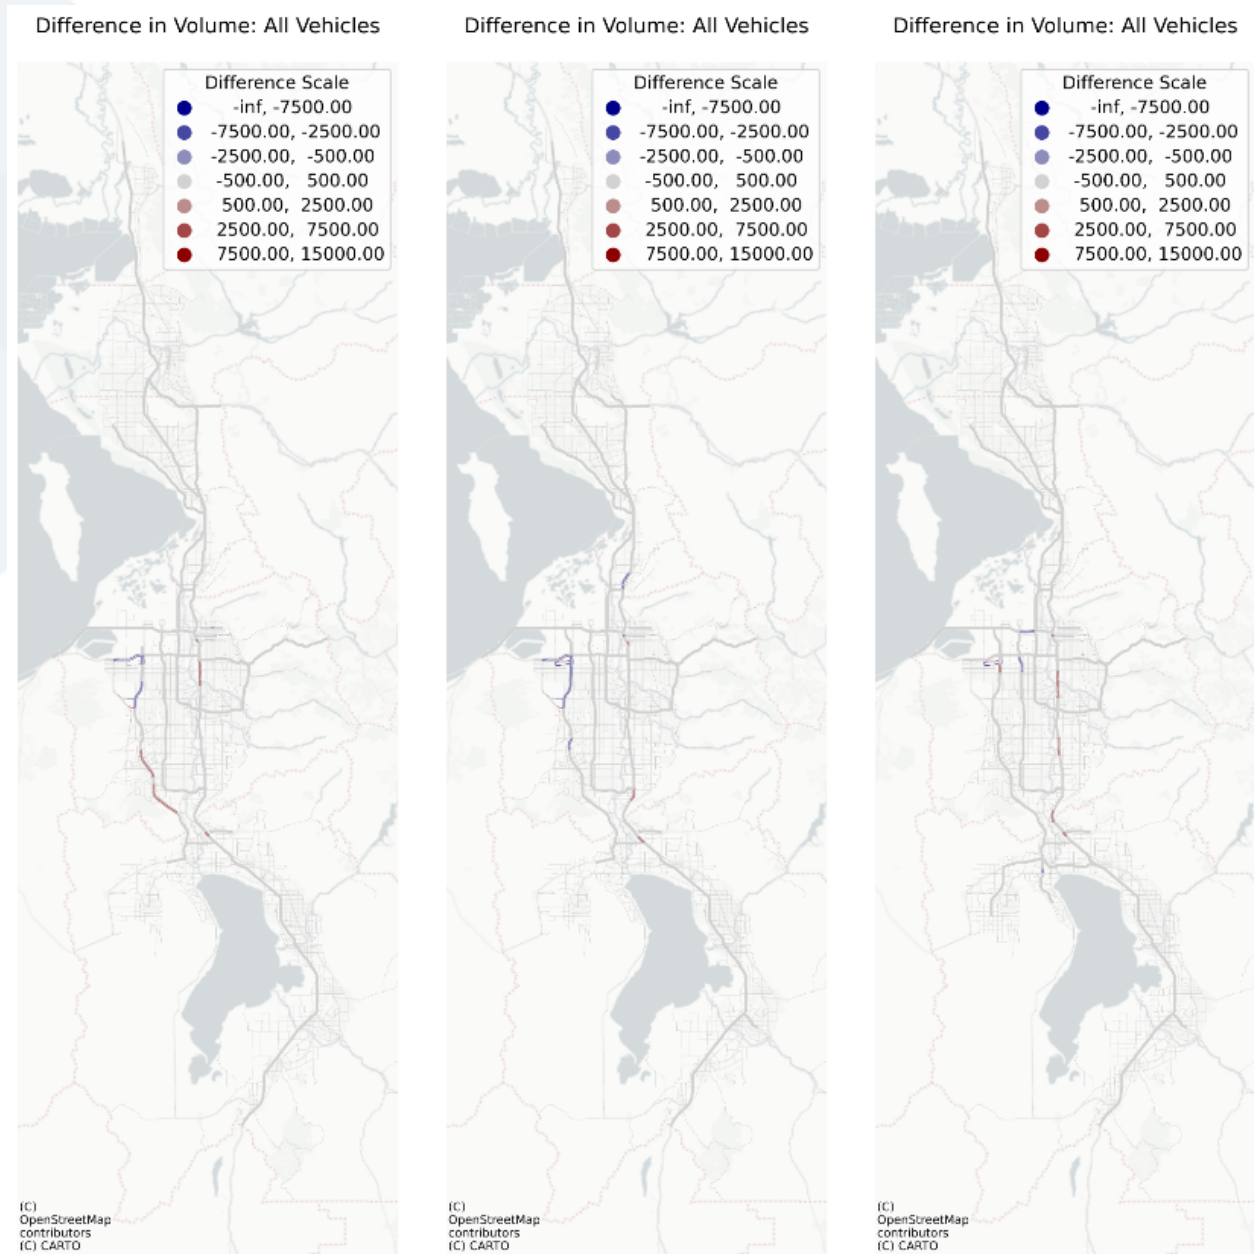 Difference in Volume: All Vehicles
Difference Scale
-inf, -7500.00
-7500.00, -2500.00
-2500.00, -500.00
-500.00, 500.00
500.00, 2500.00
2500.00, 7500.00
7500.00, 15000.00
(C)
OpenStreetMap
contributors
(C) CARTO
Difference in Volume: All Vehicles
Difference Scale
-inf, -7500.00
-7500.00, -2500.00
-2500.00, -500.00
-500.00, 500.00
500.00, 2500.00
2500.00, 7500.00
7500.00, 15000.00
(C)
OpenStreetMap
contributors
(C) CARTO
Difference in Volume: All Vehicles
Difference Scale
-inf, -7500.00
-7500.00, -2500.00
-2500.00, -500.00
-500.00, 500.00
500.00, 2500.00
2500.00, 7500.00
7500.00, 15000.00
(C)
OpenStreetMap
contributors
(C) CARTO